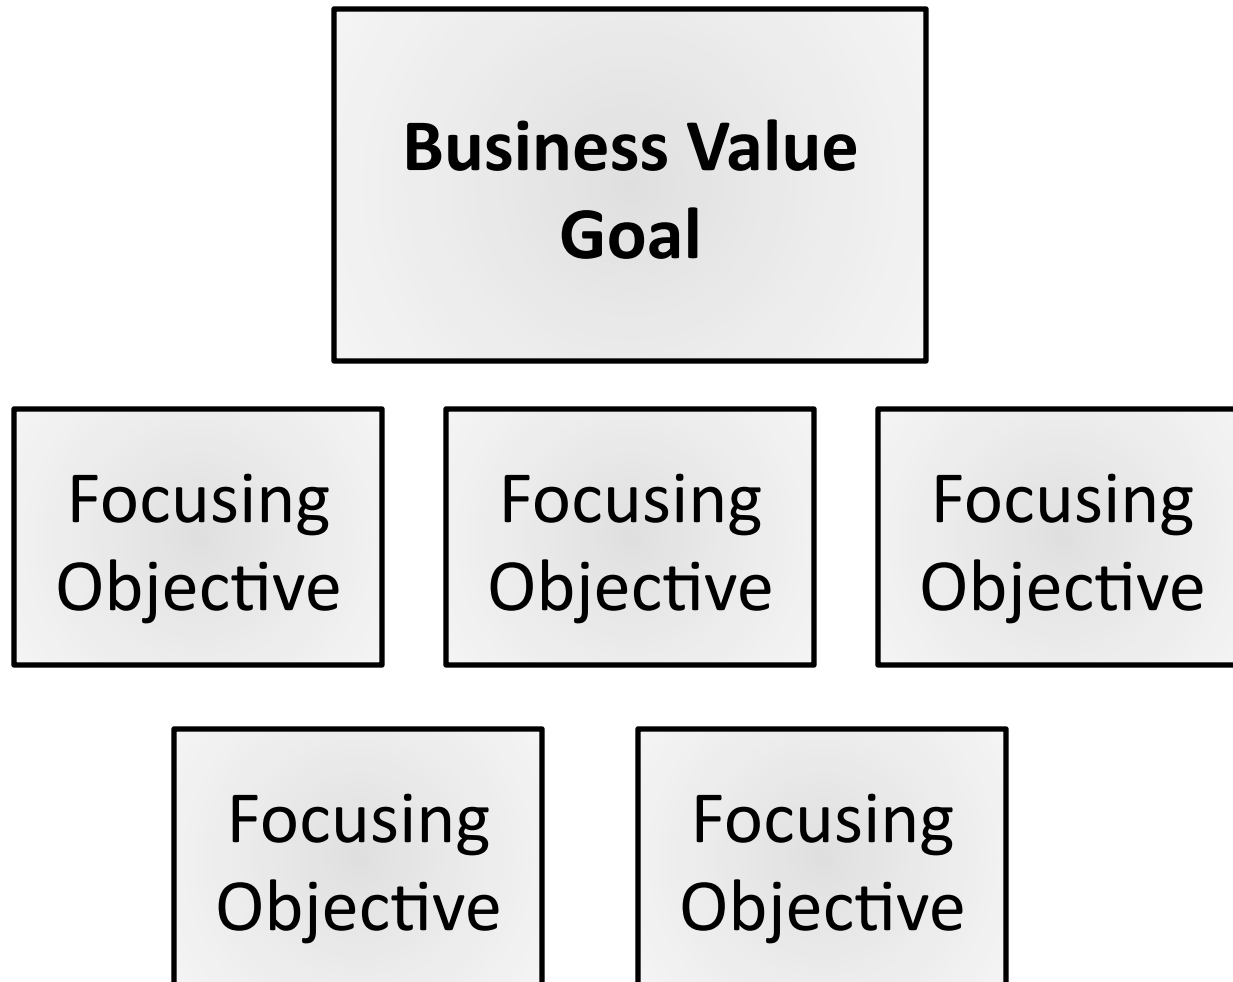 Business Value
Goal
Focusing
Objective
Focusing
Objective
Focusing
Objective
Focusing
Objective
Focusing
Objective